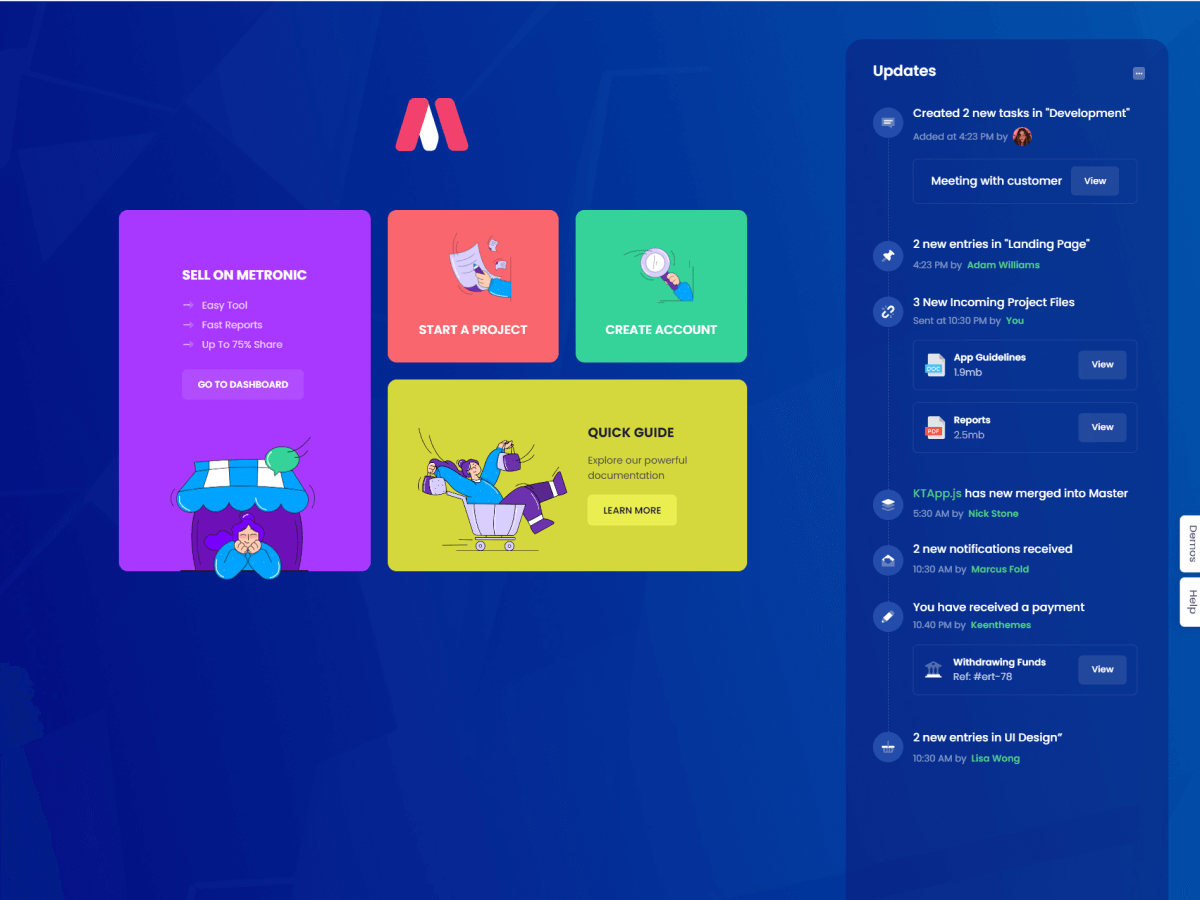 SELL ON METRONIC
Easy Tool
Fast Reports
Up To 75% Share
GO TO DASHBOARD
START A PROJECT
CREATE ACCOUNT
QUICK GUIDE
Explore our powerful
documentation
LEARN MORE
Updates
Created 2 new tasks in "Development"
Added at 4:23 PM by
Meeting with customer View
2 new entries in "Landing Page"
4:23 PM by Adam Williams
3 New Incoming Project Files
Sent at 10:30 PM by You
DOC
App Guidelines
1.9mb
View
PDF
Reports
2.5mb
View
KTApp.js has new merged into Master
5:30 AM by Nick Stone
2 new notifications received
10:30 AM by Marcus Fold
You have received a payment
10.40 PM by Keenthemes
Withdrawing Funds
Ref: #ert-78
View
2 new entries in UI Design”
10:30 AM by Lisa Wong
Demos
Help